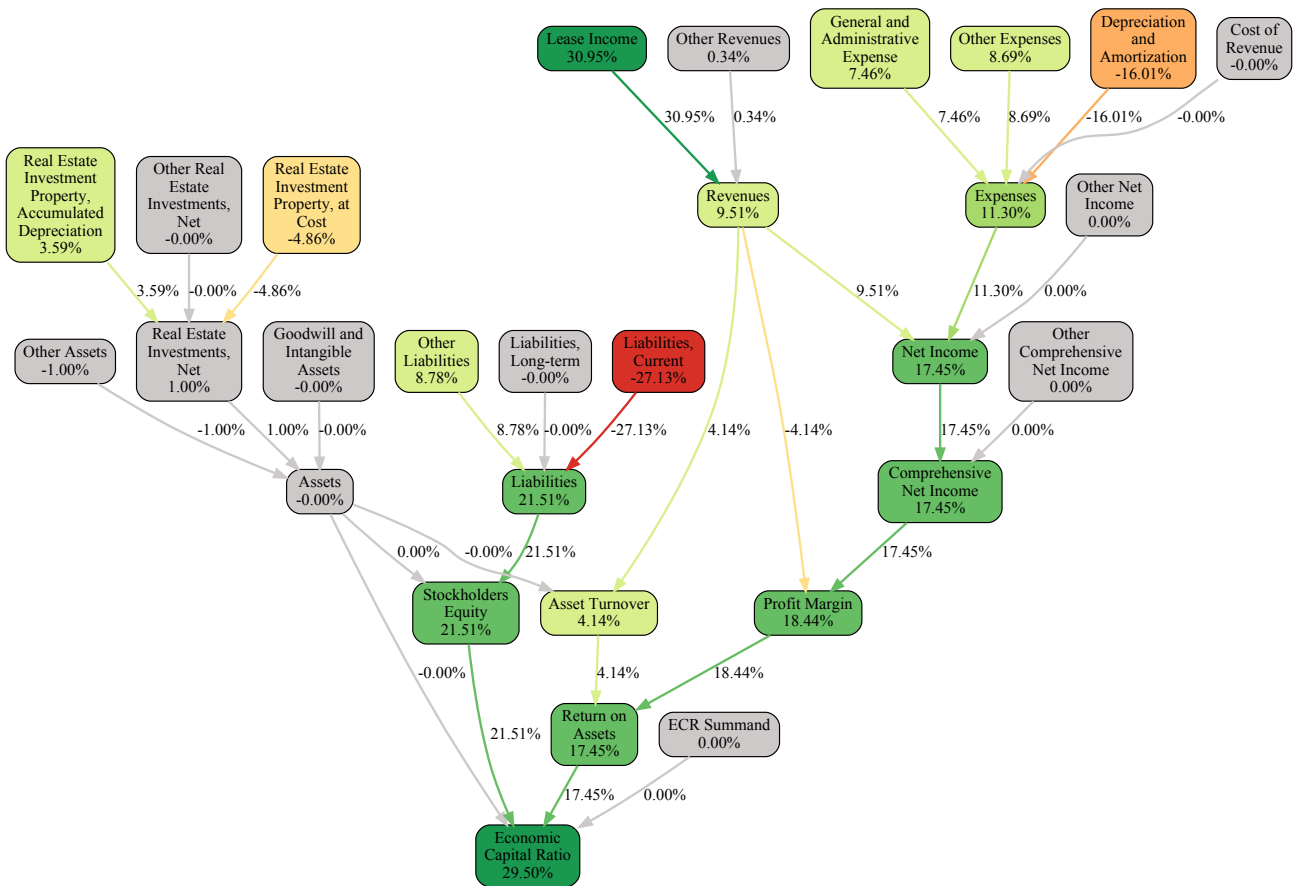 Lease Income
30.95%
Other Revenues
0.34%
General and
Administrative
Expense
7.46%
Other Expenses
8.69%
Depreciation
and
Amortization
-16.01%
Cost of
Revenue
-0.00%
30.95%
0.34%
7.46%
8.69%
-16.01%
-0.00%
Real Estate
Investment
Property,
Accumulated
Depreciation
3.59%
Other Real
Estate
Investments,
Net
-0.00%
Real Estate
Investment
Property, at
Cost
-4.86%
Revenues
9.51%
Expenses
11.30%
Other Net
Income
0.00%
3.59%
-0.00%
-4.86%
9.51%
11.30%
0.00%
Other Assets
-1.00%
Real Estate
Investments,
Net
1.00%
Goodwill and
Intangible
Assets
-0.00%
Other
Liabilities
8.78%
Liabilities,
Long-term
-0.00%
Liabilities,
Current
-27.13%
Net Income
17.45%
Other
Comprehensive
Net Income
0.00%
-1.00%
1.00%
-0.00%
8.78%
-0.00%
-27.13%
4.14%
-4.14%
17.45%
0.00%
Assets
-0.00%
Liabilities
21.51%
Comprehensive
Net Income
17.45%
0.00%
-0.00%
21.51%
17.45%
Stockholders
Equity
21.51%
Asset Turnover
4.14%
Profit Margin
18.44%
-0.00%
4.14%
18.44%
Return on
Assets
17.45%
ECR Summand
0.00%
21.51%
17.45%
0.00%
Economic
Capital Ratio
29.50%